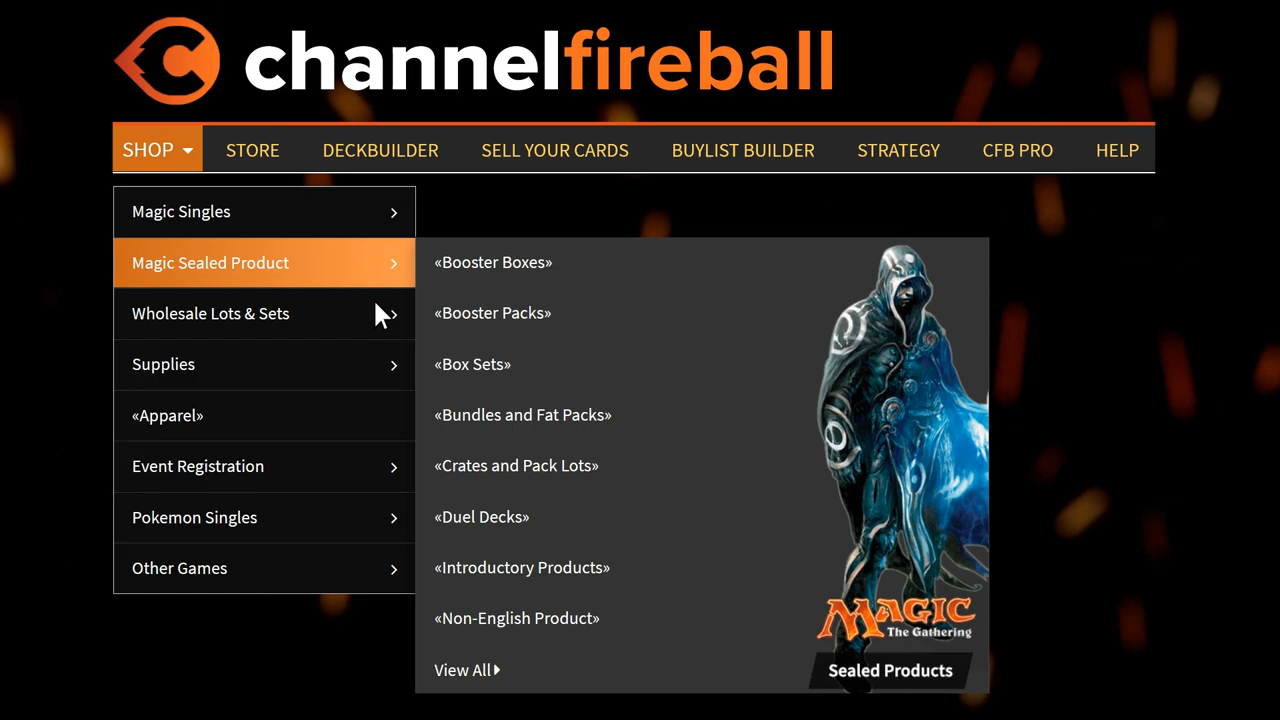 channelfireball
SHOP STORE DECKBUILDER SELL YOUR CARDS BUYLIST BUILDER STRATEGY CFB PRO HELP
Magic Singles
Magic Sealed Product
Wholesale Lots & Sets
Supplies
«Apparel»
Event Registration
Pokemon Singles
Other Games
«Booster Boxes»
«Booster Packs»
«Box Sets»
«Bundles and Fat Packs»
«Crates and Pack Lots»
«Duel Decks»
«Introductory Products»
«Non-English Product»
View All
MAGIC
The Gathering
Sealed Products